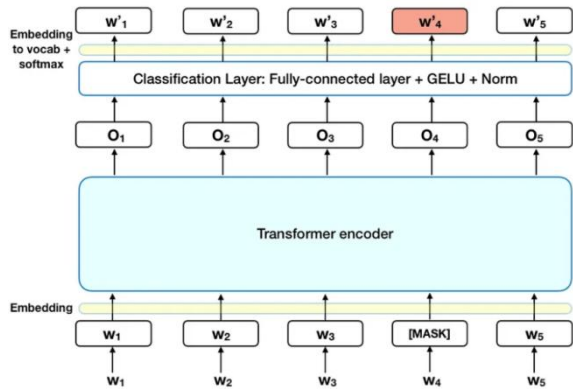 Embedding to vocab + softmax
w'1 w'2 w'3 w'4 w'5
Classification Layer: Fully-connected layer + GELU + Norm
O1 O2 O3 O4 O5
Transformer encoder
Embedding
W1 W2 W3 [MASK] W5
w1 w2 w3 w4 w5